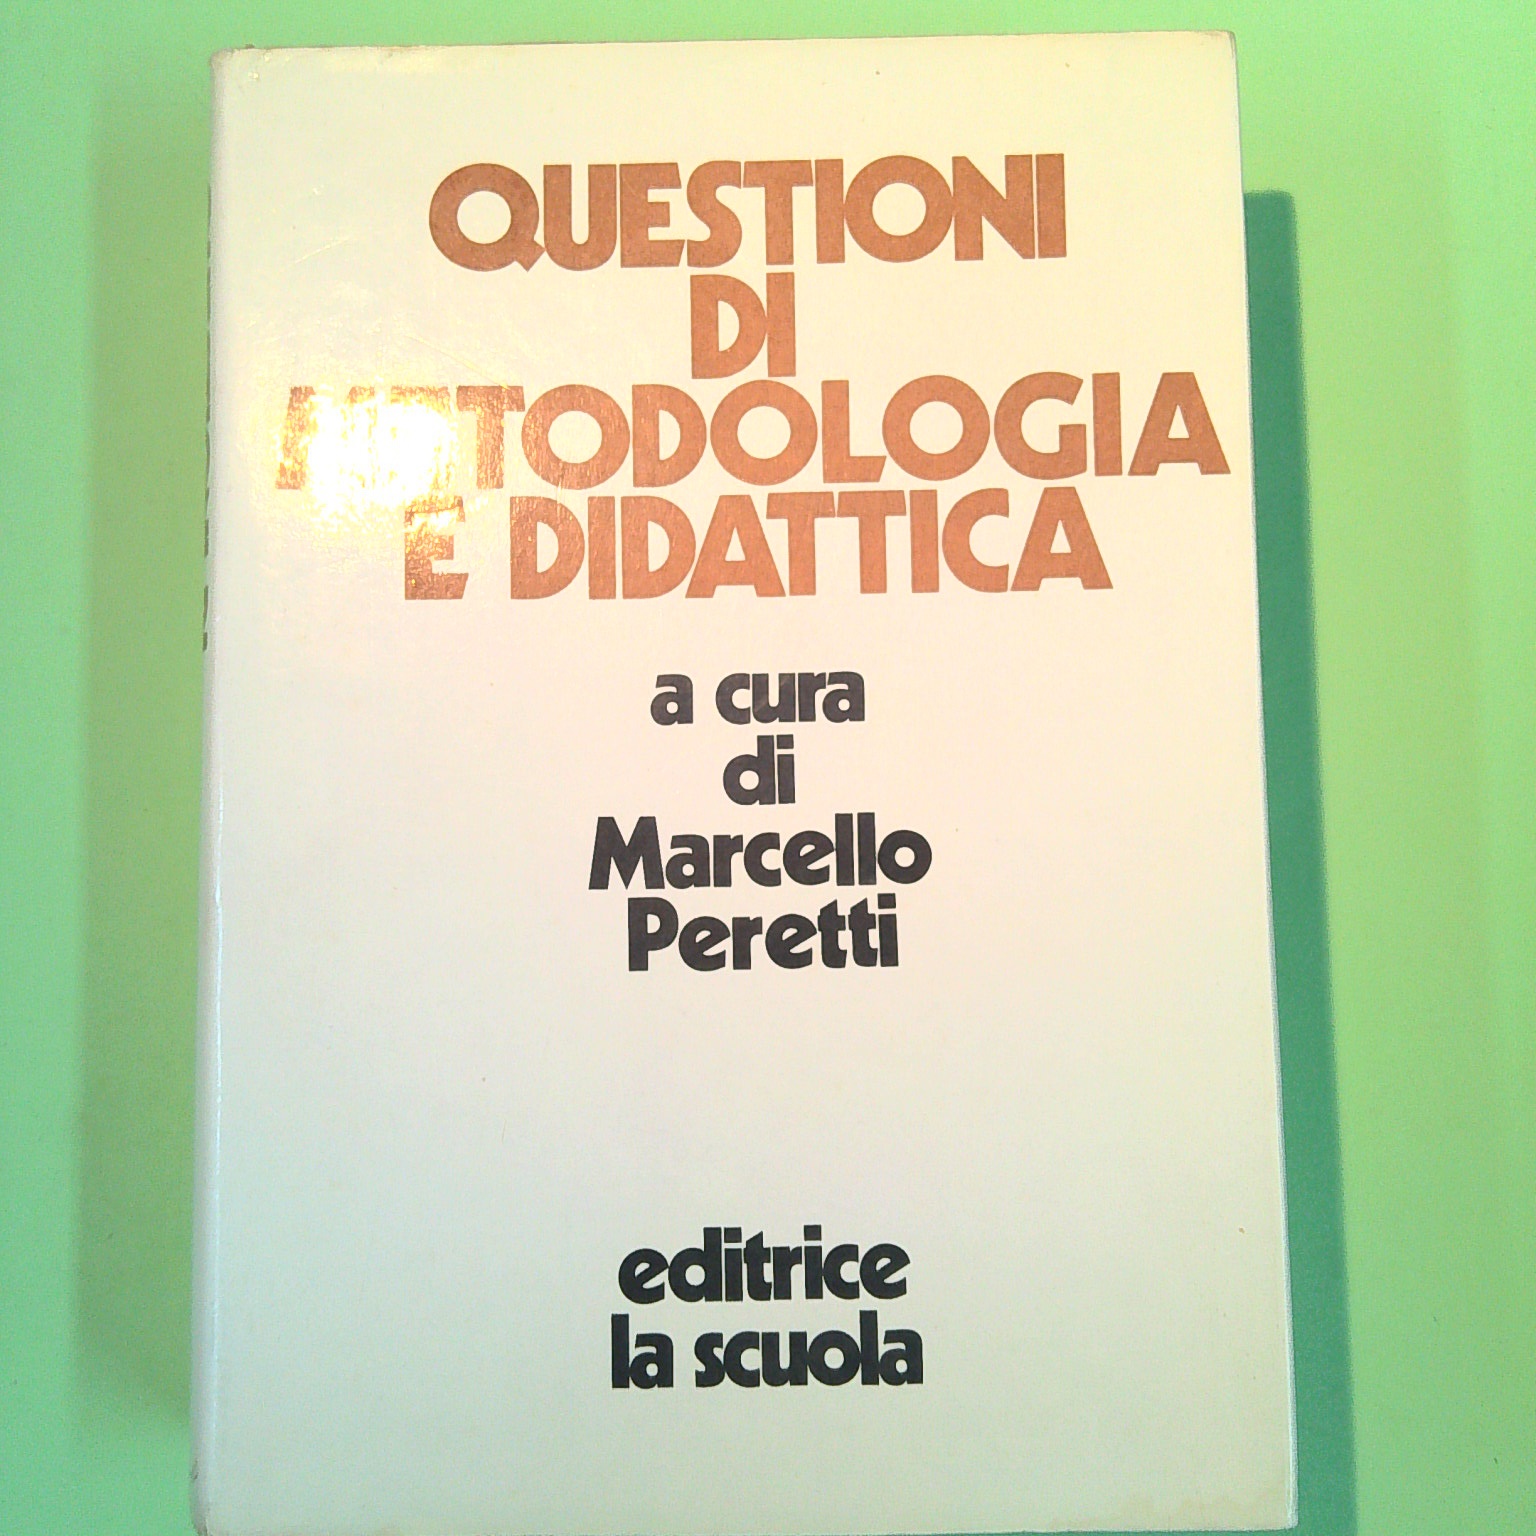 QUESTIONI
DI
METODOLOGIA
E DIDATTICA
a cura
di
Marcello
Peretti
editrice
la scuola